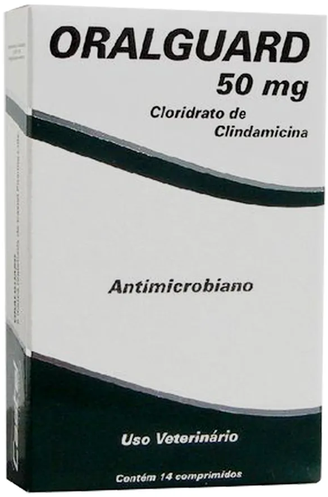 ORALGUARD
50 mg
Cloridrato de
Clindamicina
Antimicrobiano
Uso Veterinário
Contém 14 comprimidos